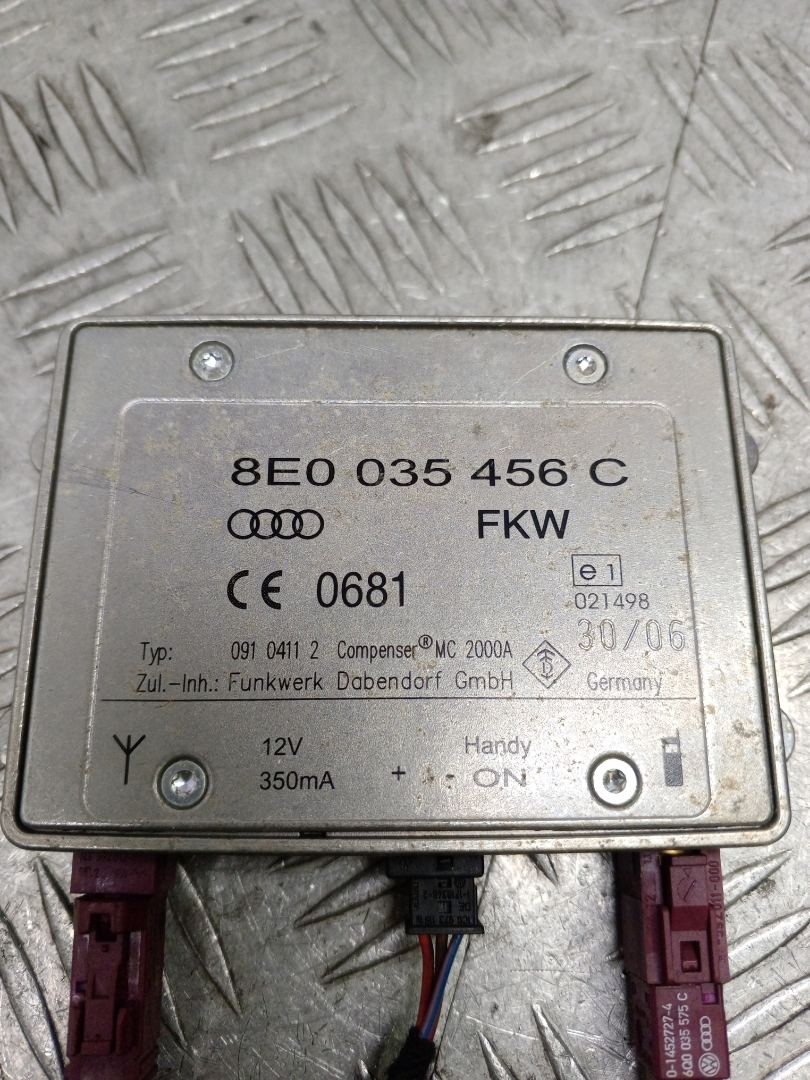 8E0 035 456 C
FKW
CE 0681
e1
021498
30/06
Typ: 091 0411 2 Compenser® MC 2000A
Zul.-Inh.: Funkwerk Dabendorf GmbH
Germany
12V
350mA
Handy
+ - ON
0-1452727-4
6Q0 035 575 C